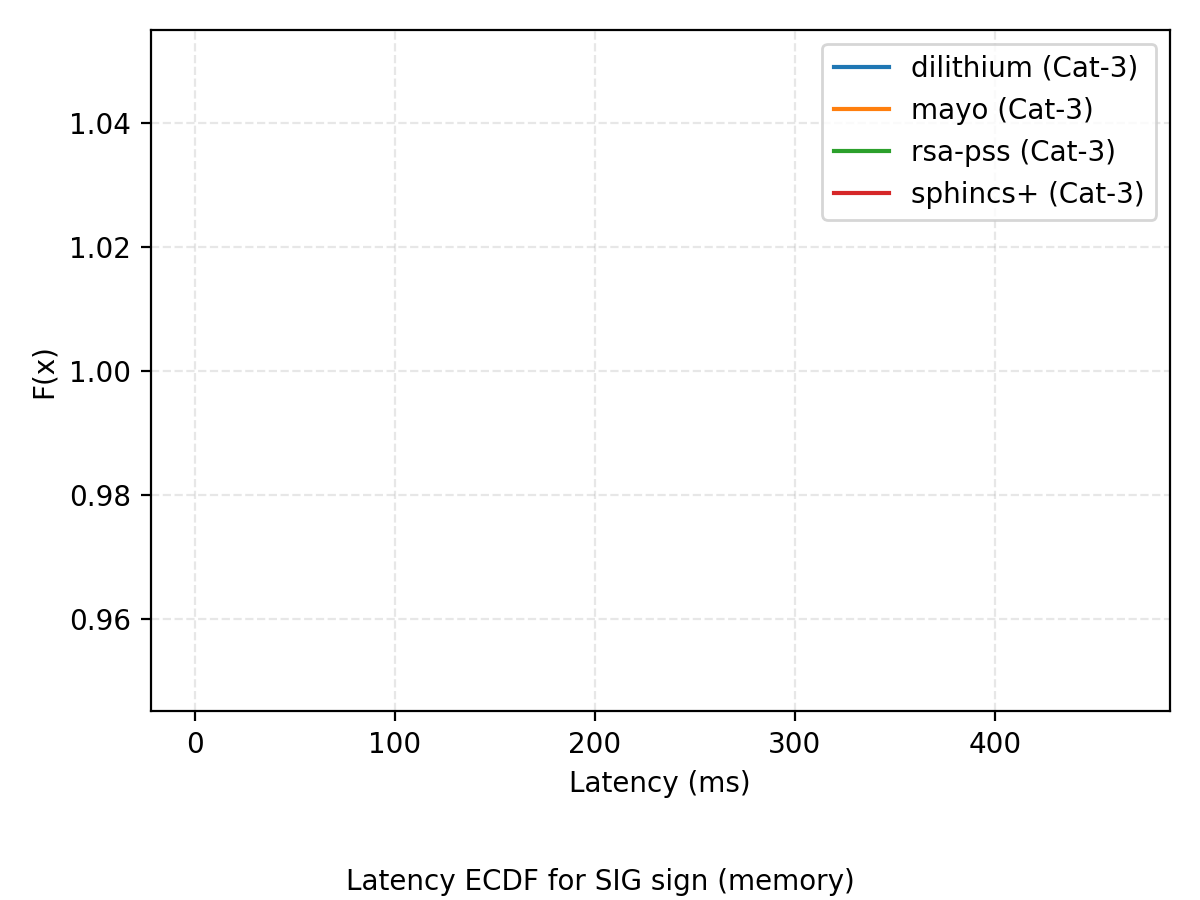 dilithium (Cat-3)
mayo (Cat-3)
rsa-pss (Cat-3)
sphincs+ (Cat-3)
1.04
1.02
1.00
0.98
0.96
F(x)
0 100 200 300 400
Latency (ms)
Latency ECDF for SIG sign (memory)